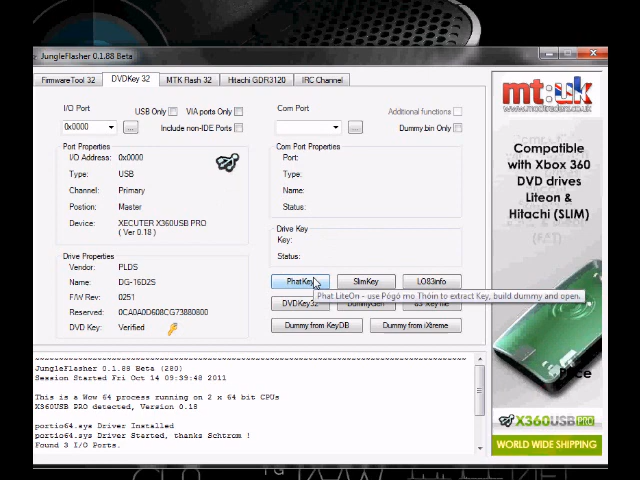 JungleFlasher 0.1.88 Beta
FirmwareTool 32
DVDKey 32
MTK Flash 32
Hitachi GDR3120
IRC Channel
I/O Port
USB Only
VIA ports Only
Com Port
Additional functions
0x0000
...
Include non-IDE Ports
...
Dummy.bin Only
Port Properties
I/O Address: 0x0000
Type: USB
Channel: Primary
Postion: Master
Device: XECUTER X360USB PRO
( Ver 0.18 )
Com Port Properties
Port:
Type:
Name:
Status:
Drive Key
Key:
Status:
Drive Properties
Vendor: PLDS
Name: DG-16D2S
F/W Rev: 0251
Reserved: 0CA0A0D608CG73880800
DVD Key: Verified
PhatKey
SlimKey
LO83info
Phat LiteOn - use Pógó mo Thóin to extract Key, build dummy and open.
DVDKey32
Dummy from KeyDB
Dummy from iXtreme
~~~~~~~~~~~~~~~~~~~~~~~~~~~~~~~~~~~~~~~~~~~~~~~~~~~~~~~~~~~~~~~~~~~~~~
JungleFlasher 0.1.88 Beta (280)
Session Started Fri Oct 14 09:39:48 2011
This is a Wow 64 process running on 2 x 64 bit CPUs
X360USB PRO detected, Version 0.18
portio64.sys Driver Installed
portio64.sys Driver Started, thanks Schtrom !
Found 3 I/O Ports.
mt:uk
www.modtraders.co.uk
Compatible
with Xbox 360
DVD drives
Liteon &
Hitachi (SLIM)
X360USB PRO
WORLD WIDE SHIPPING